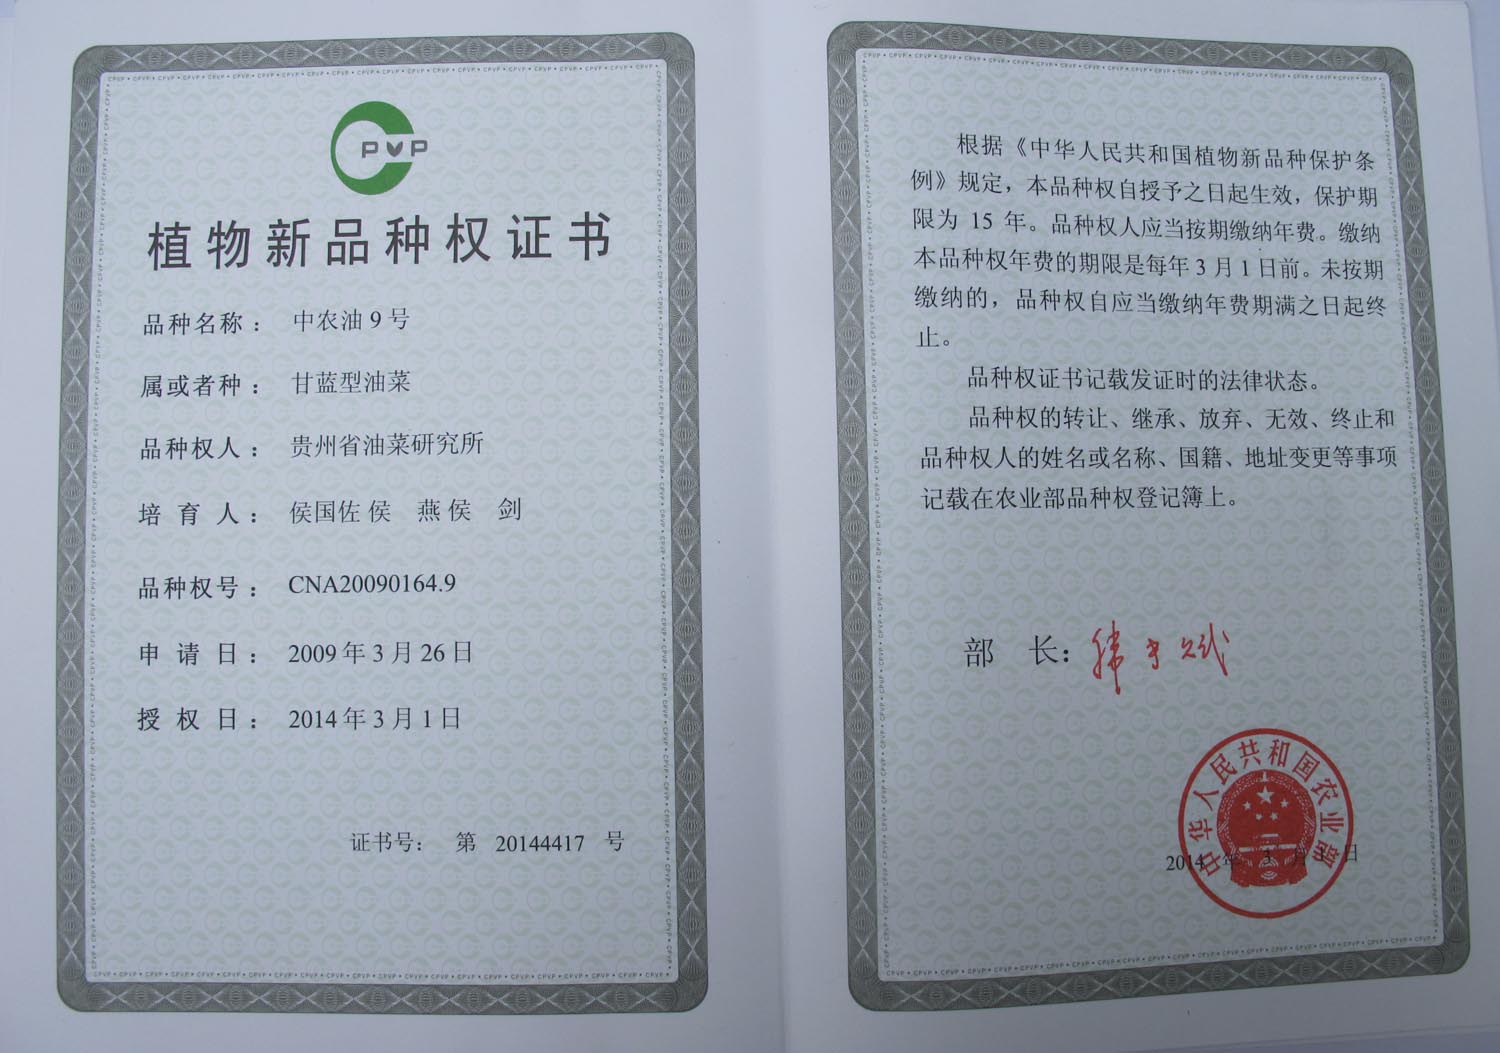 CPVP
植物新品种权证书
品种名称： 中农油9号
属或者种： 甘蓝型油菜
品种权人： 贵州省油菜研究所
培育人： 侯国佐 侯 燕 侯 剑
品种权号： CNA20090164.9
申请日： 2009年3月26日
授权日： 2014年3月1日
证书号： 第 20144417 号
根据《中华人民共和国植物新品种保护条
例》规定，本品种权自授予之日起生效，保护期
限为 15 年。品种权人应当按期缴纳年费。缴纳
本品种权年费的期限是每年3月1日前。未按期
缴纳的，品种权自应当缴纳年费期满之日起终
止。
品种权证书记载发证时的法律状态。
品种权的转让、继承、放弃、无效、终止和
品种权人的姓名或名称、国籍、地址变更等事项
记载在农业部品种权登记簿上。
部 长：
中华人民共和国农业部
2014 年 3 月 1 日